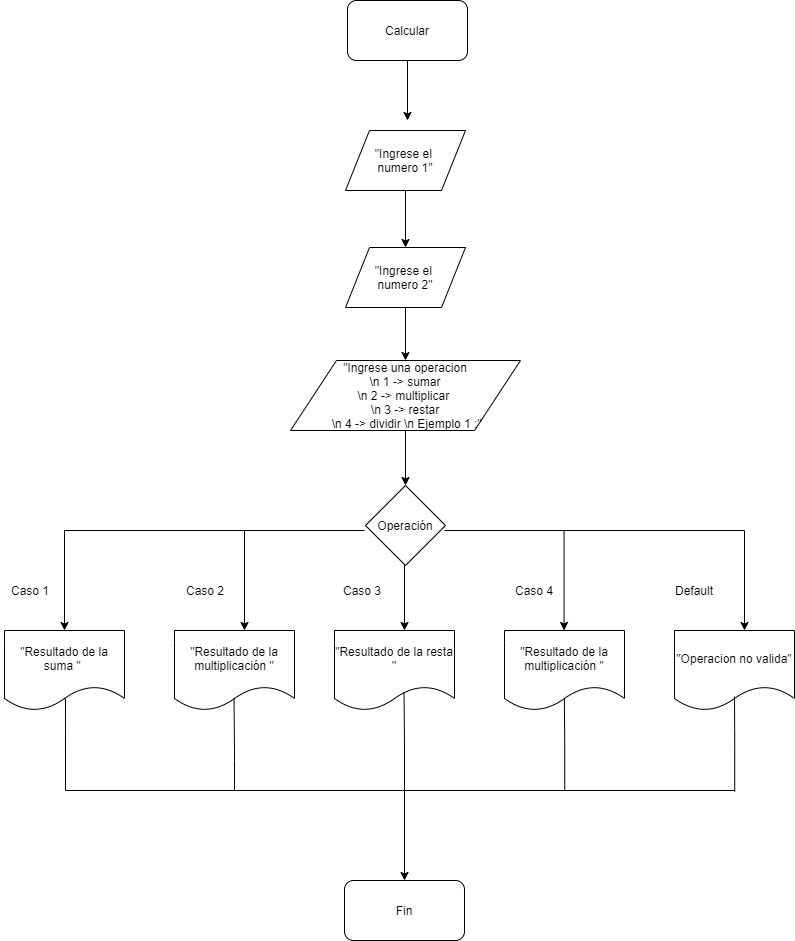 Calcular
"Ingrese el
numero 1"
"Ingrese el
numero 2"
"Ingrese una operacion
\n 1 -> sumar
\n 2 -> multiplicar
\n 3 -> restar
\n 4 -> dividir \n Ejemplo 1 :"
Operación
Caso 1
Caso 2
Caso 3
Caso 4
Default
"Resultado de la
suma "
"Resultado de la
multiplicación "
"Resultado de la resta
"
"Resultado de la
multiplicación "
"Operacion no valida"
Fin